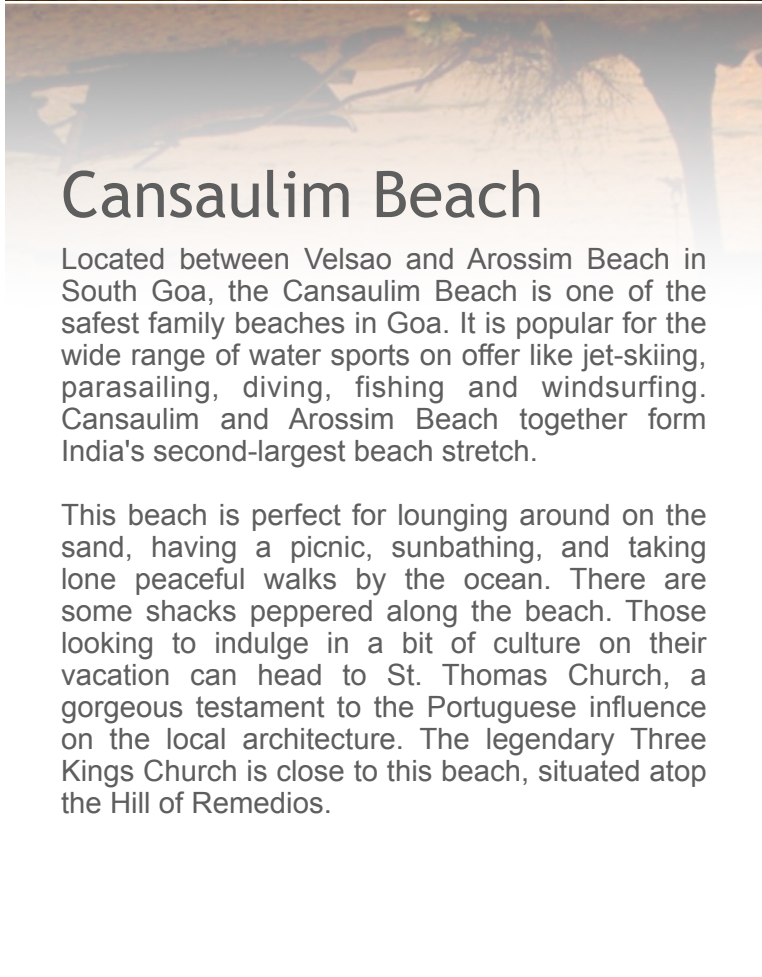 Cansaulim Beach
Located between Velsao and Arossim Beach in
South Goa, the Cansaulim Beach is one of the
safest family beaches in Goa. It is popular for the
wide range of water sports on offer like jet-skiing,
parasailing, diving, fishing and windsurfing.
Cansaulim and Arossim Beach together form
India's second-largest beach stretch.
This beach is perfect for lounging around on the
sand, having a picnic, sunbathing, and taking
lone peaceful walks by the ocean. There are
some shacks peppered along the beach. Those
looking to indulge in a bit of culture on their
vacation can head to St. Thomas Church, a
gorgeous testament to the Portuguese influence
on the local architecture. The legendary Three
Kings Church is close to this beach, situated atop
the Hill of Remedios.